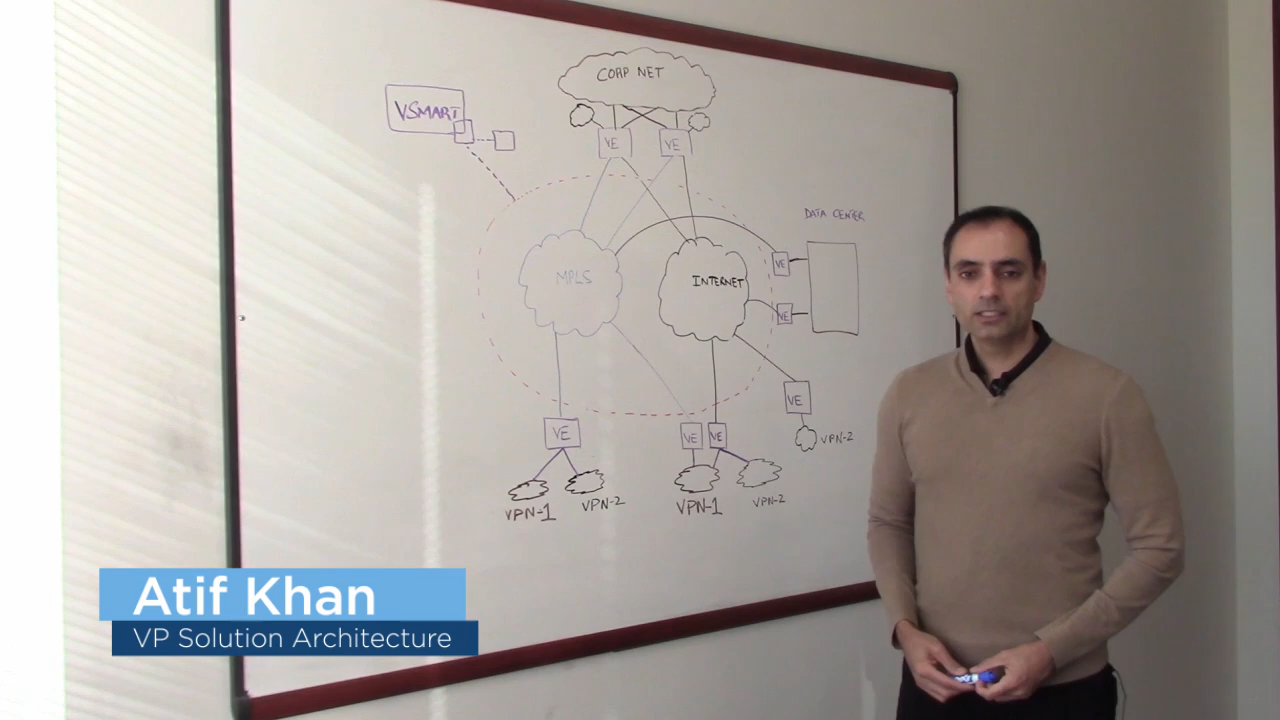 CORP NET
VSMART
VE
VE
DATA CENTER
VE
MPLS
INTERNET
VE
VE
VE
VE
VE
VPN-2
VPN-1
VPN-2
VPN-1
VPN-2
Atif Khan
VP Solution Architecture